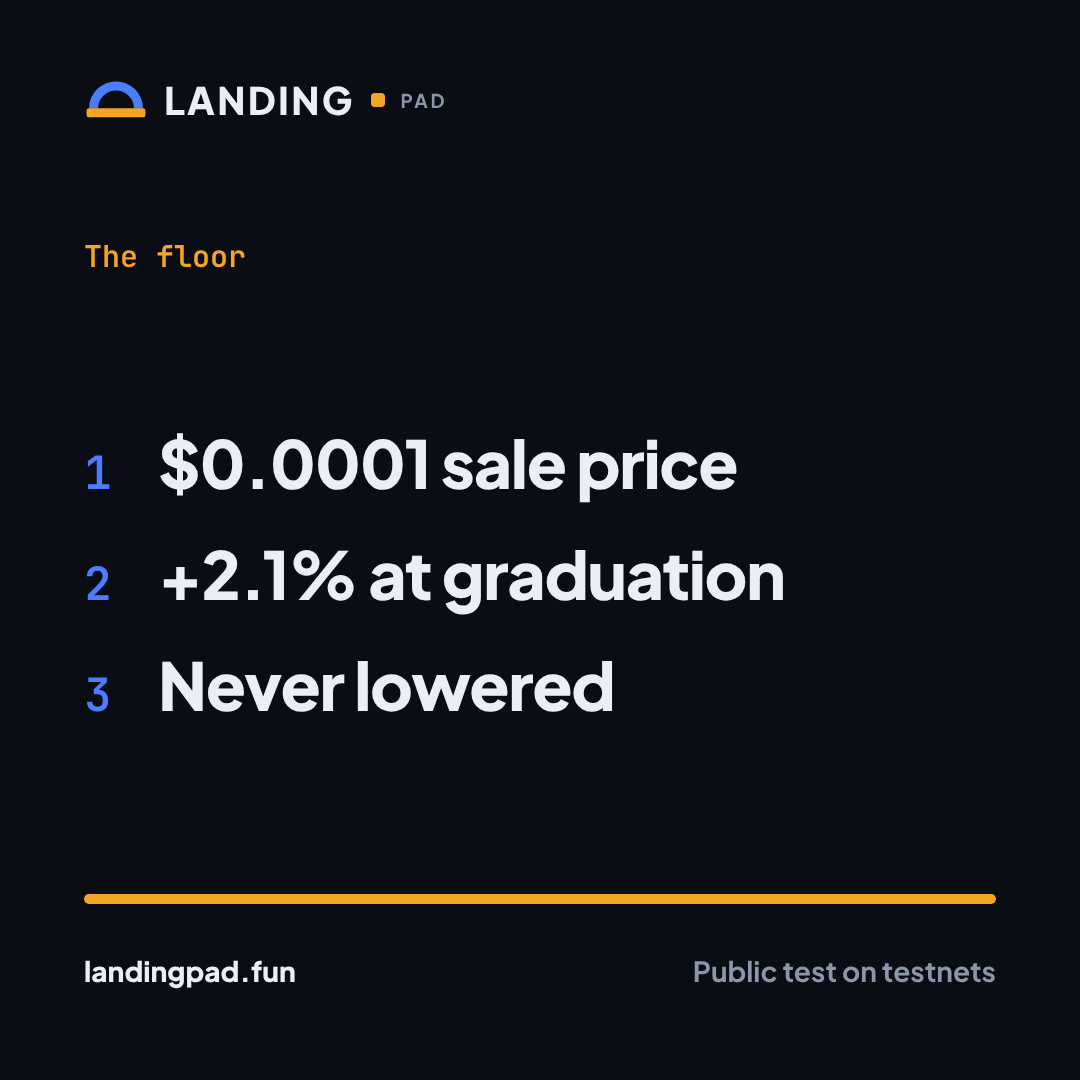 LANDING PAD
The floor
1 $0.0001 sale price
2 +2.1% at graduation
3 Never lowered
landingpad.fun
Public test on testnets